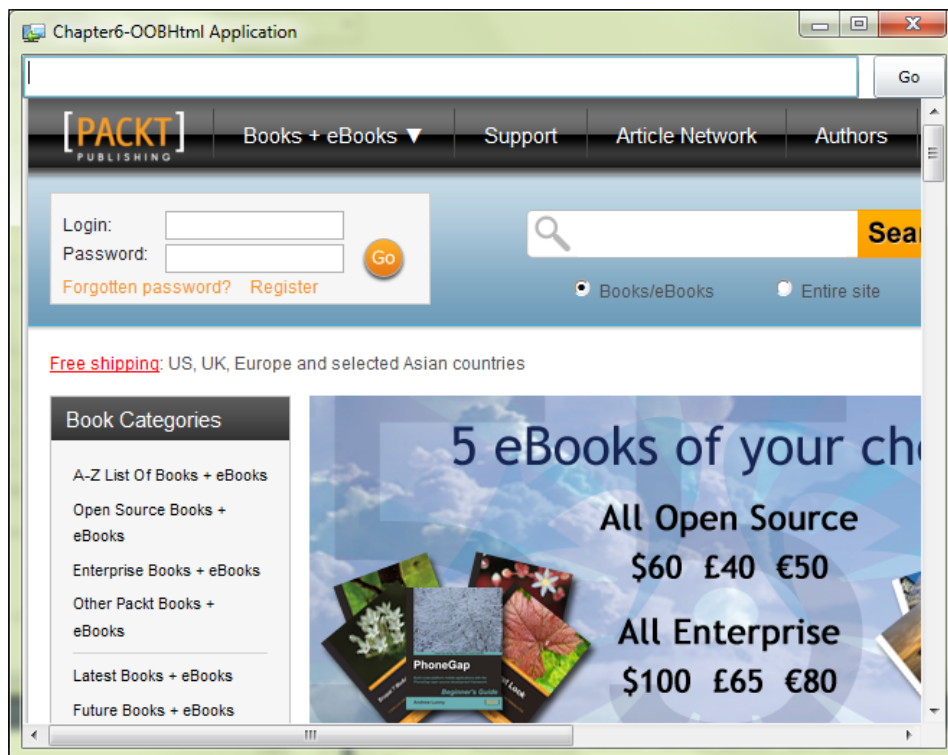 Chapter6-OOBHtml Application
Go
[PACKT]
PUBLISHING
Books + eBooks ▼
Support
Article Network
Authors
Login:
Password:
Go
Forgotten password? Register
Sear
Books/eBooks
Entire site
Free shipping: US, UK, Europe and selected Asian countries
Book Categories
A-Z List Of Books + eBooks
Open Source Books +
eBooks
Enterprise Books + eBooks
Other Packt Books +
eBooks
Latest Books + eBooks
Future Books + eBooks
5 eBooks of your ch
All Open Source
$60 £40 €50
All Enterprise
$100 £65 €80
PhoneGap
Beginner's Guide